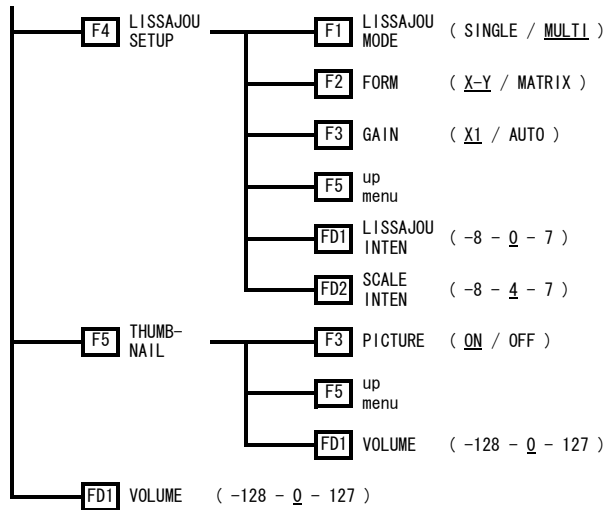 F4 LISSAJOU SETUP
F1 LISSAJOU MODE ( SINGLE / MULTI )
F2 FORM ( X-Y / MATRIX )
F3 GAIN ( X1 / AUTO )
F5 up menu
FD1 LISSAJOU INTEN ( -8 - 0 - 7 )
FD2 SCALE INTEN ( -8 - 4 - 7 )
F5 THUMB-NAIL
F3 PICTURE ( ON / OFF )
F5 up menu
FD1 VOLUME ( -128 - 0 - 127 )
FD1 VOLUME ( -128 - 0 - 127 )